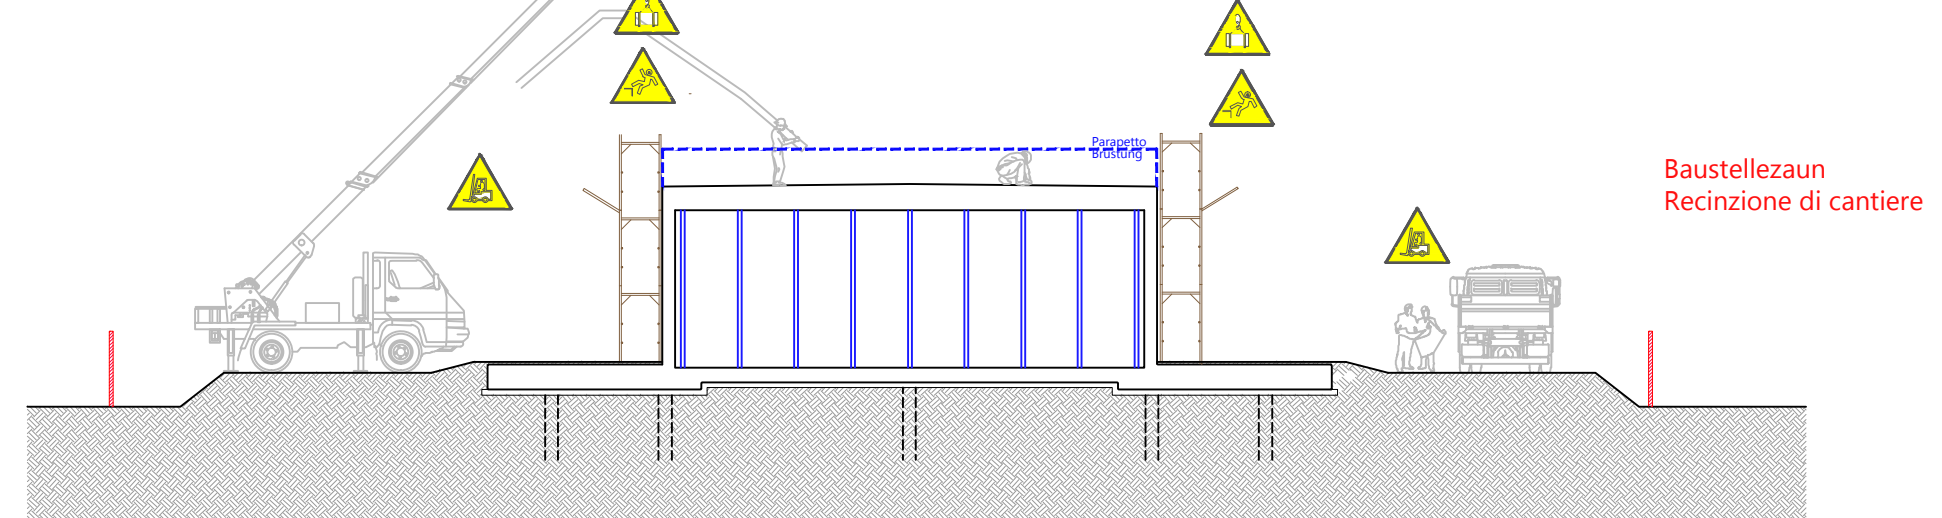 Parapetto
Brüstung
Baustellezaun
Recinzione di cantiere